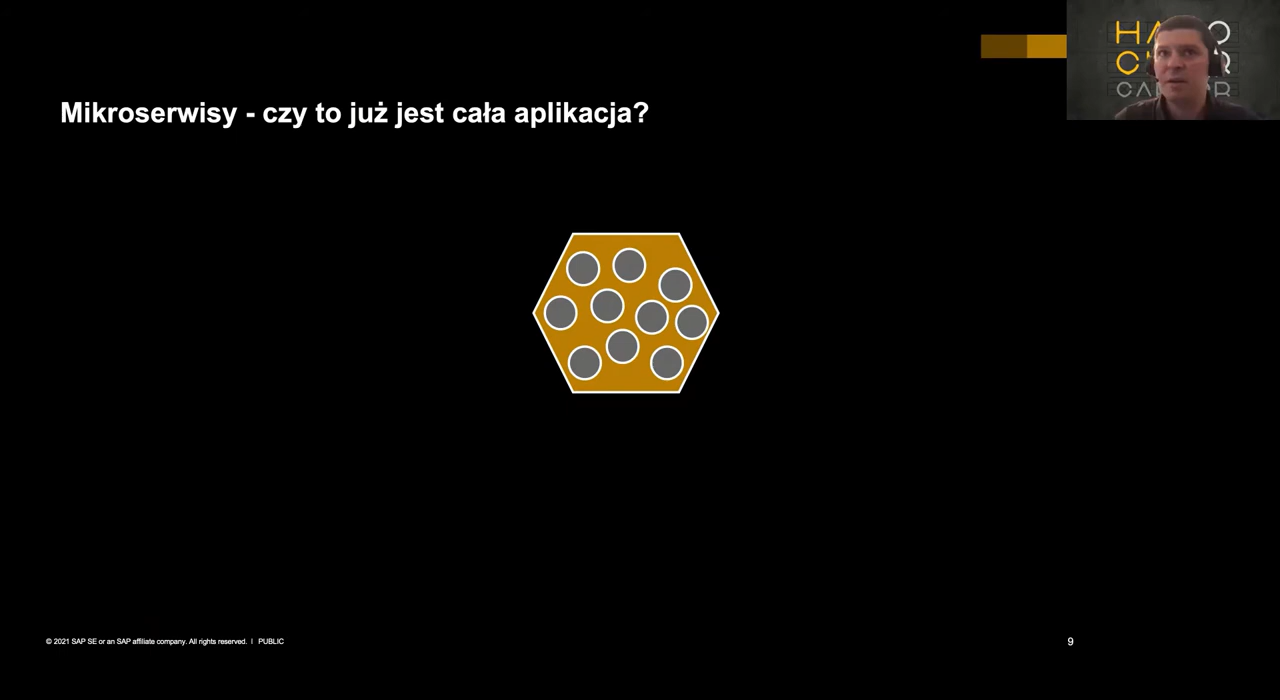 Mikroserwisy - czy to już jest cała aplikacja?
© 2021 SAP SE or an SAP affiliate company. All rights reserved. | PUBLIC
9